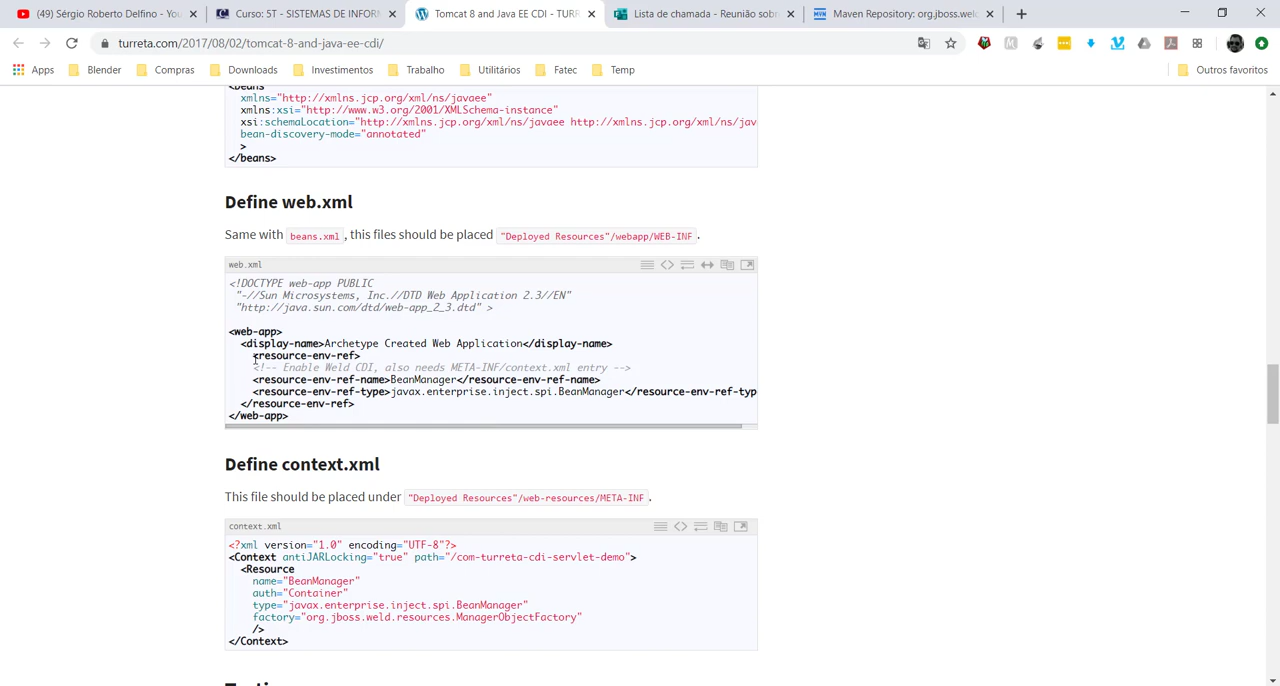 (49) Sérgio Roberto Delfino - You
Curso: 5T - SISTEMAS DE INFOR
Tomcat 8 and Java EE CDI - TURR
Lista de chamada - Reunião sobr
Maven Repository: org.jboss.weld
turreta.com/2017/08/02/tomcat-8-and-java-ee-cdi/
Apps
Blender
Compras
Downloads
Investimentos
Trabalho
Utilitários
Fatec
Temp
Outros favoritos
<beans
xmlns="http://xmlns.jcp.org/xml/ns/javaee"
xmlns:xsi="http://www.w3.org/2001/XMLSchema-instance"
xsi:schemaLocation="http://xmlns.jcp.org/xml/ns/javaee http://xmlns.jcp.org/xml/ns/jav
bean-discovery-mode="annotated"
>
</beans>
Define web.xml
Same with beans.xml, this files should be placed "Deployed Resources"/webapp/WEB-INF.
web.xml
<!DOCTYPE web-app PUBLIC
"-//Sun Microsystems, Inc.//DTD Web Application 2.3//EN"
"http://java.sun.com/dtd/web-app_2_3.dtd" >
<web-app>
<display-name>Archetype Created Web Application</display-name>
<resource-env-ref>
<!-- Enable Weld CDI, also needs META-INF/context.xml entry -->
<resource-env-ref-name>BeanManager</resource-env-ref-name>
<resource-env-ref-type>javax.enterprise.inject.spi.BeanManager</resource-env-ref-typ
</resource-env-ref>
</web-app>
Define context.xml
This file should be placed under "Deployed Resources"/web-resources/META-INF.
context.xml
<?xml version="1.0" encoding="UTF-8"?>
<Context antiJARLocking="true" path="/com-turreta-cdi-servlet-demo">
<Resource
name="BeanManager"
auth="Container"
type="javax.enterprise.inject.spi.BeanManager"
factory="org.jboss.weld.resources.ManagerObjectFactory"
/>
</Context>